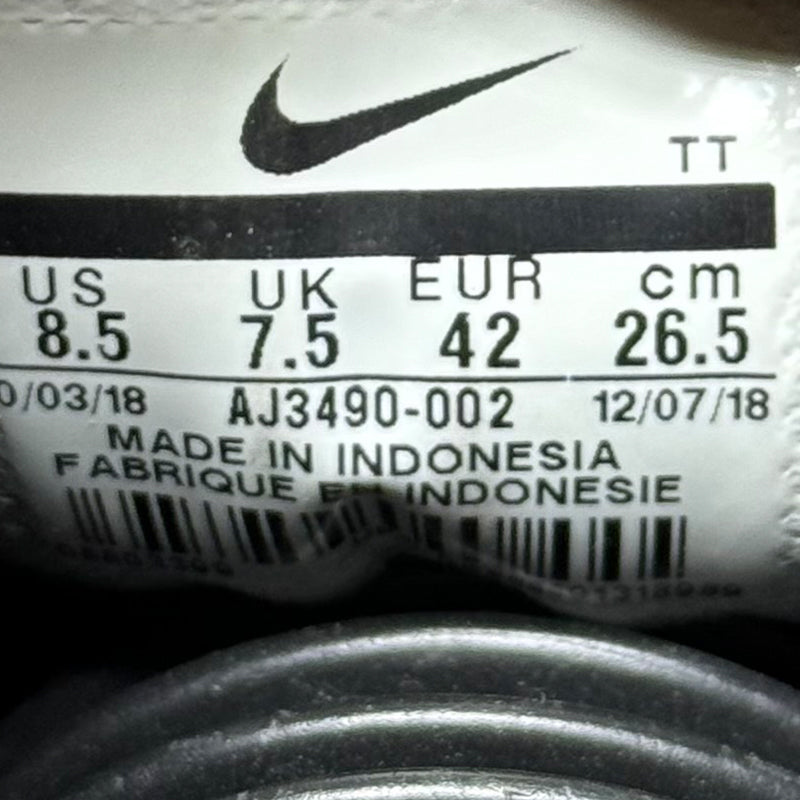 TT
US UK EUR cm
8.5 7.5 42 26.5
0/03/18 AJ3490-002 12/07/18
MADE IN INDONESIA
FABRIQUE EN INDONESIE